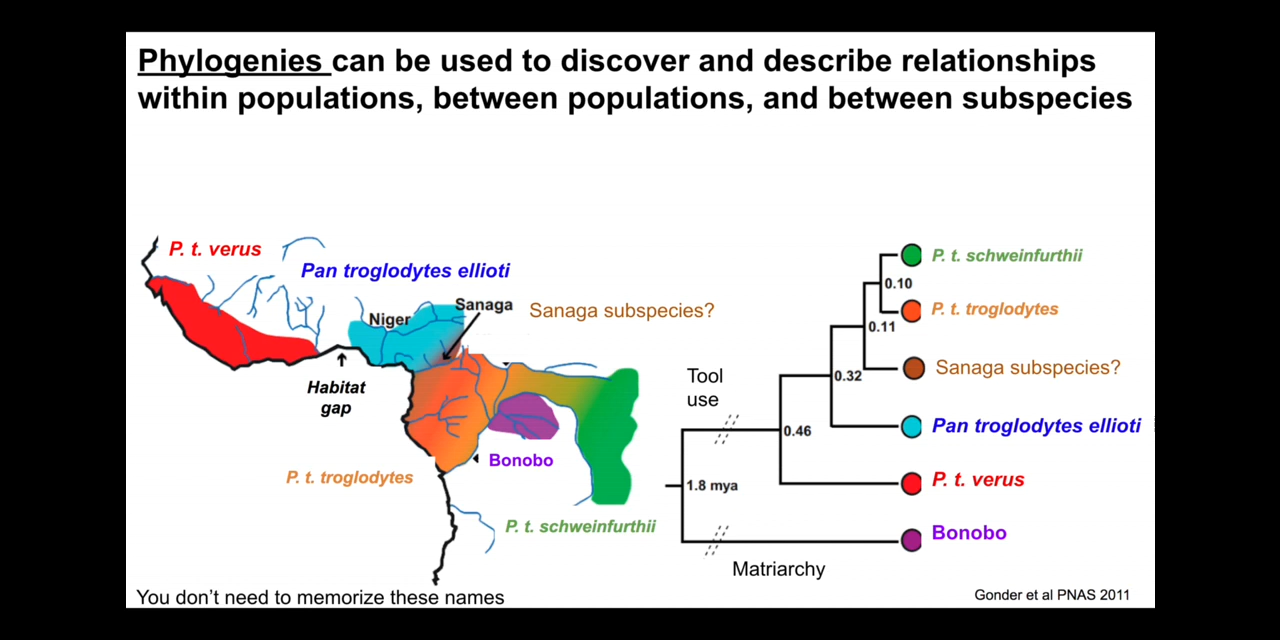 Phylogenies can be used to discover and describe relationships
within populations, between populations, and between subspecies
P. t. verus
Pan troglodytes ellioti
Niger
Sanaga
Sanaga subspecies?
Habitat
gap
P. t. troglodytes
Bonobo
P. t. schweinfurthii
Tool
use
1.8 mya
0.46
0.32
0.11
0.10
P. t. schweinfurthii
P. t. troglodytes
Sanaga subspecies?
Pan troglodytes ellioti
P. t. verus
Bonobo
Matriarchy
You don't need to memorize these names
Gonder et al PNAS 2011